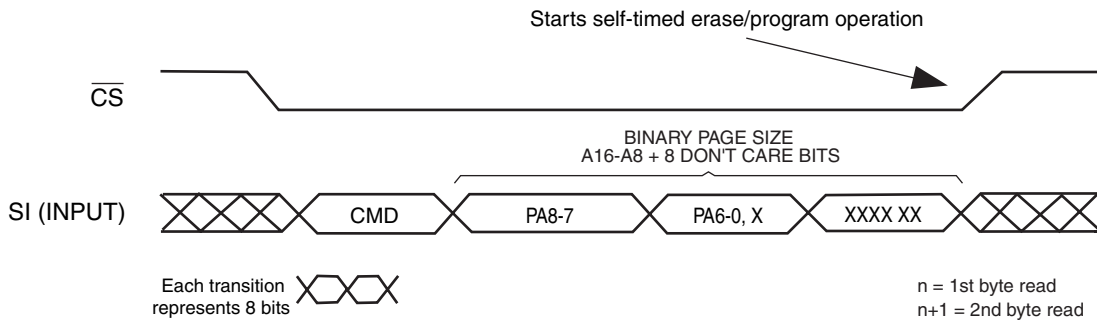 Starts self-timed erase/program operation
CS
BINARY PAGE SIZE
A16-A8 + 8 DON'T CARE BITS
SI (INPUT)
CMD
PA8-7
PA6-0, X
XXXX XX
Each transition
represents 8 bits
n = 1st byte read
n+1 = 2nd byte read